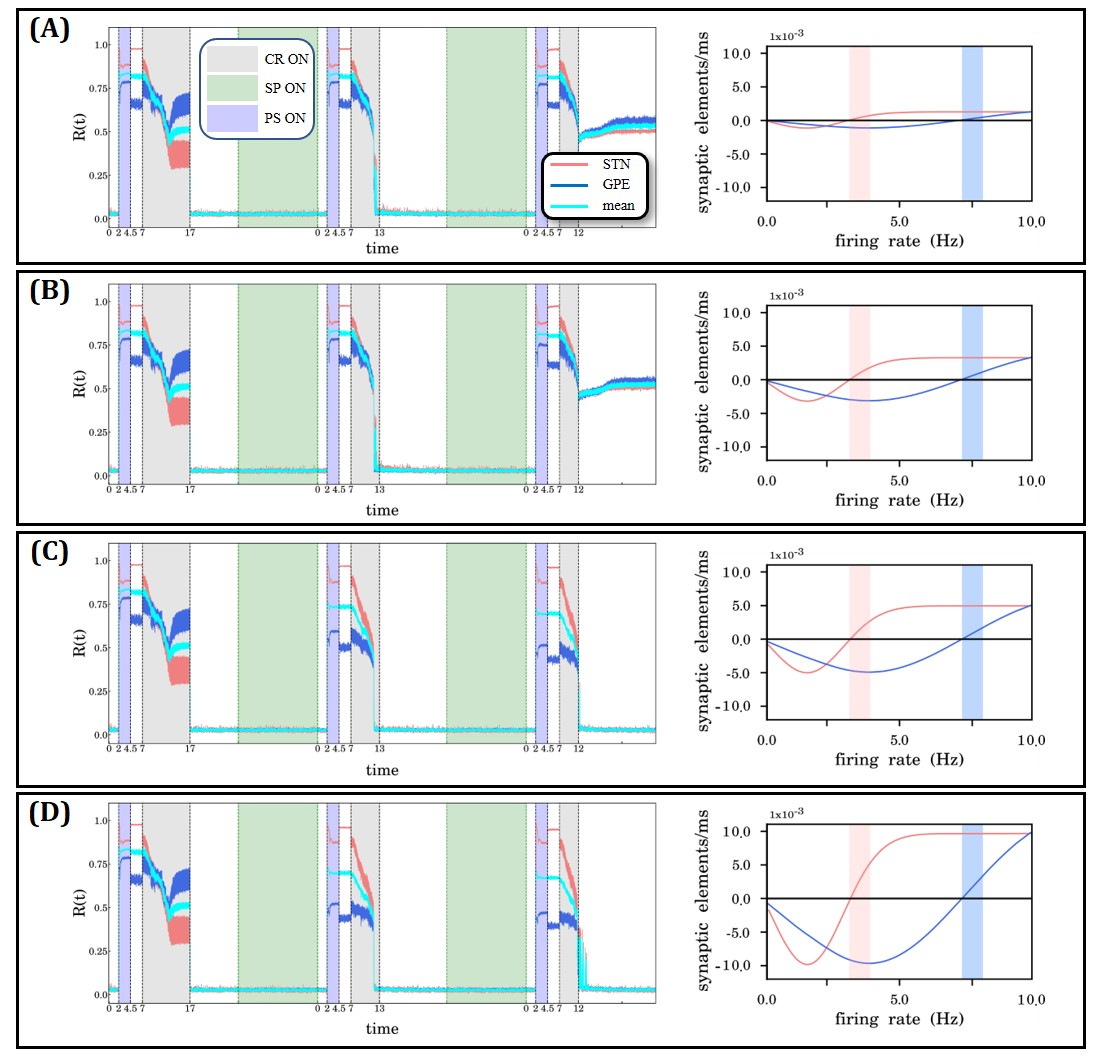 (A)
1.0
0.75
0.5
0.25
0.0
R(t)
CR ON
SP ON
PS ON
STN
GPE
mean
0 2 4.5 7 17 0 2 4.5 7 13 0 2 4.5 7 12
time
1x10⁻³
10,0
5.0
0.0
-5.0
-10,0
synaptic elements/ms
0.0 5.0 10,0
firing rate (Hz)
(B)
1.0
0.75
0.5
0.25
0.0
R(t)
0 2 4.5 7 17 0 2 4.5 7 13 0 2 4.5 7 12
time
1x10⁻³
10,0
5.0
0.0
-5.0
-10,0
synaptic elements/ms
0.0 5.0 10,0
firing rate (Hz)
(C)
1.0
0.75
0.5
0.25
0.0
R(t)
0 2 4.5 7 17 0 2 4.5 7 13 0 2 4.5 7 12
time
1x10⁻³
10,0
5.0
0.0
-5.0
-10,0
synaptic elements/ms
0.0 5.0 10,0
firing rate (Hz)
(D)
1.0
0.75
0.5
0.25
0.0
R(t)
0 2 4.5 7 17 0 2 4.5 7 13 0 2 4.5 7 12
time
1x10⁻³
10,0
5.0
0.0
-5.0
-10,0
synaptic elements/ms
0.0 5.0 10,0
firing rate (Hz)